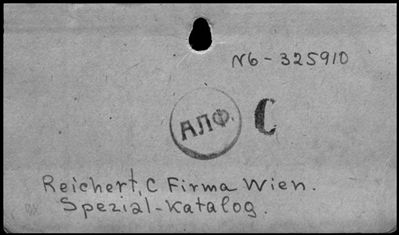 N6-325910
АЛФ.
C
Reichert, C Firma Wien.
Spezial-Katalog.